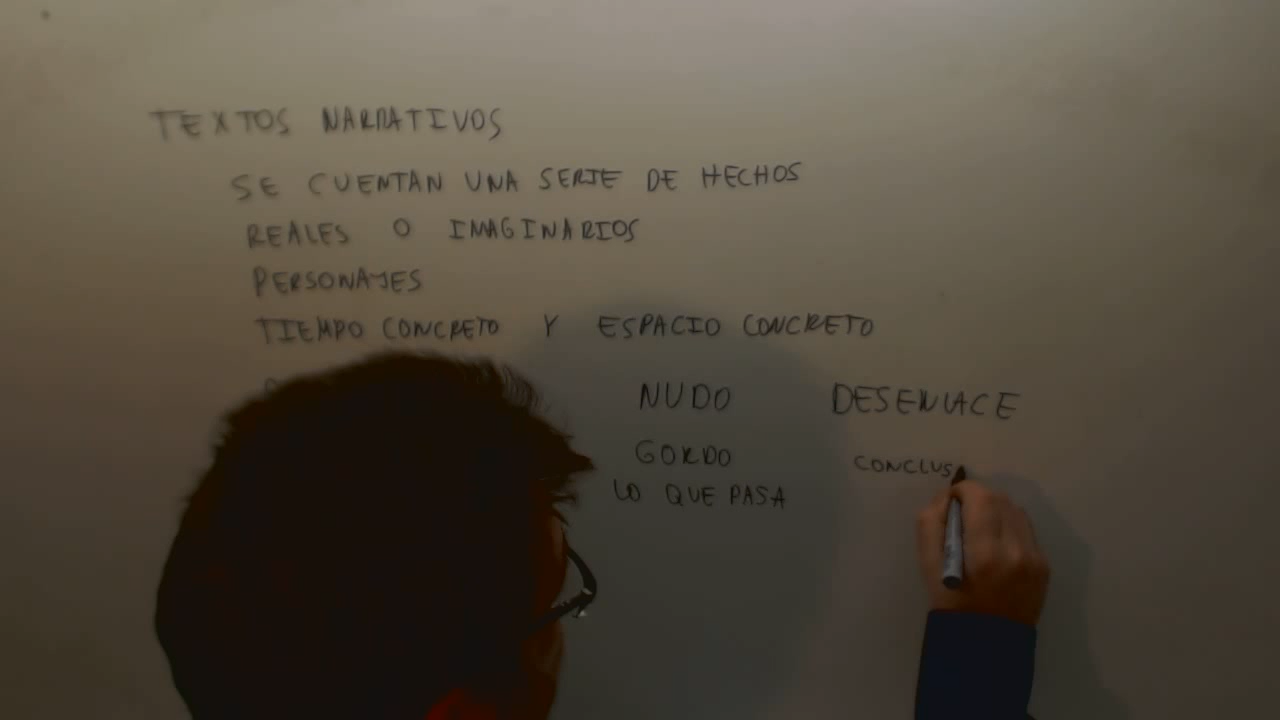 TEXTOS NARRATIVOS
SE CUENTAN UNA SERIE DE HECHOS
REALES O IMAGINARIOS
PERSONAJES
TIEMPO CONCRETO Y ESPACIO CONCRETO
NUDO DESENLACE
GORDO CONCLUS
LO QUE PASA